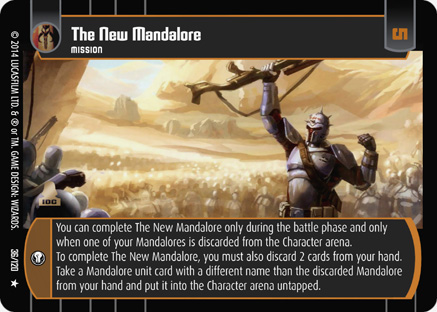 The New Mandalore
MISSION
5
© 2014 LUCASFILM LTD. & ® or TM. GAME DESIGN: WIZARDS.
You can complete The New Mandalore only during the battle phase and only
when one of your Mandalores is discarded from the Character arena.
To complete The New Mandalore, you must also discard 2 cards from your hand.
Take a Mandalore unit card with a different name than the discarded Mandalore
from your hand and put it into the Character arena untapped.